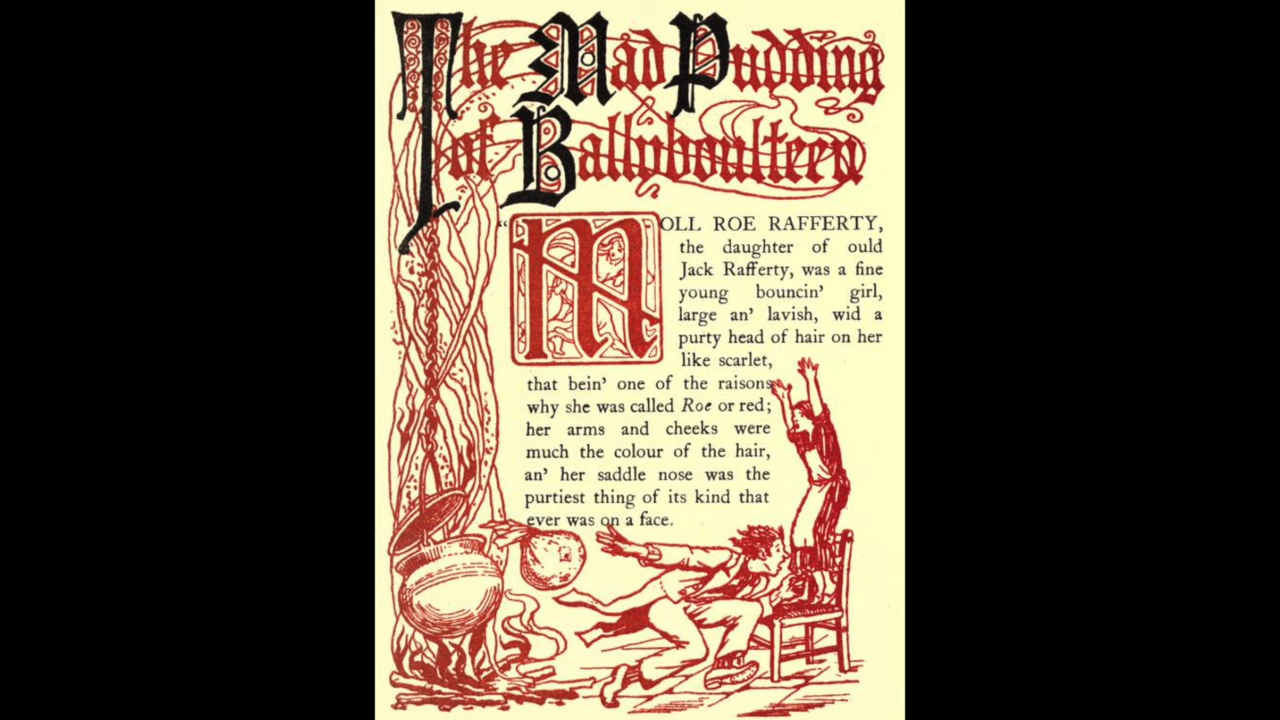 The Mad Pudding
of Ballyboulteen
"MOLL ROE RAFFERTY,
the daughter of ould
Jack Rafferty, was a fine
young bouncin' girl,
large an' lavish, wid a
purty head of hair on her
like scarlet,
that bein' one of the raisons
why she was called Roe or red;
her arms and cheeks were
much the colour of the hair,
an' her saddle nose was the
purtiest thing of its kind that
ever was on a face.